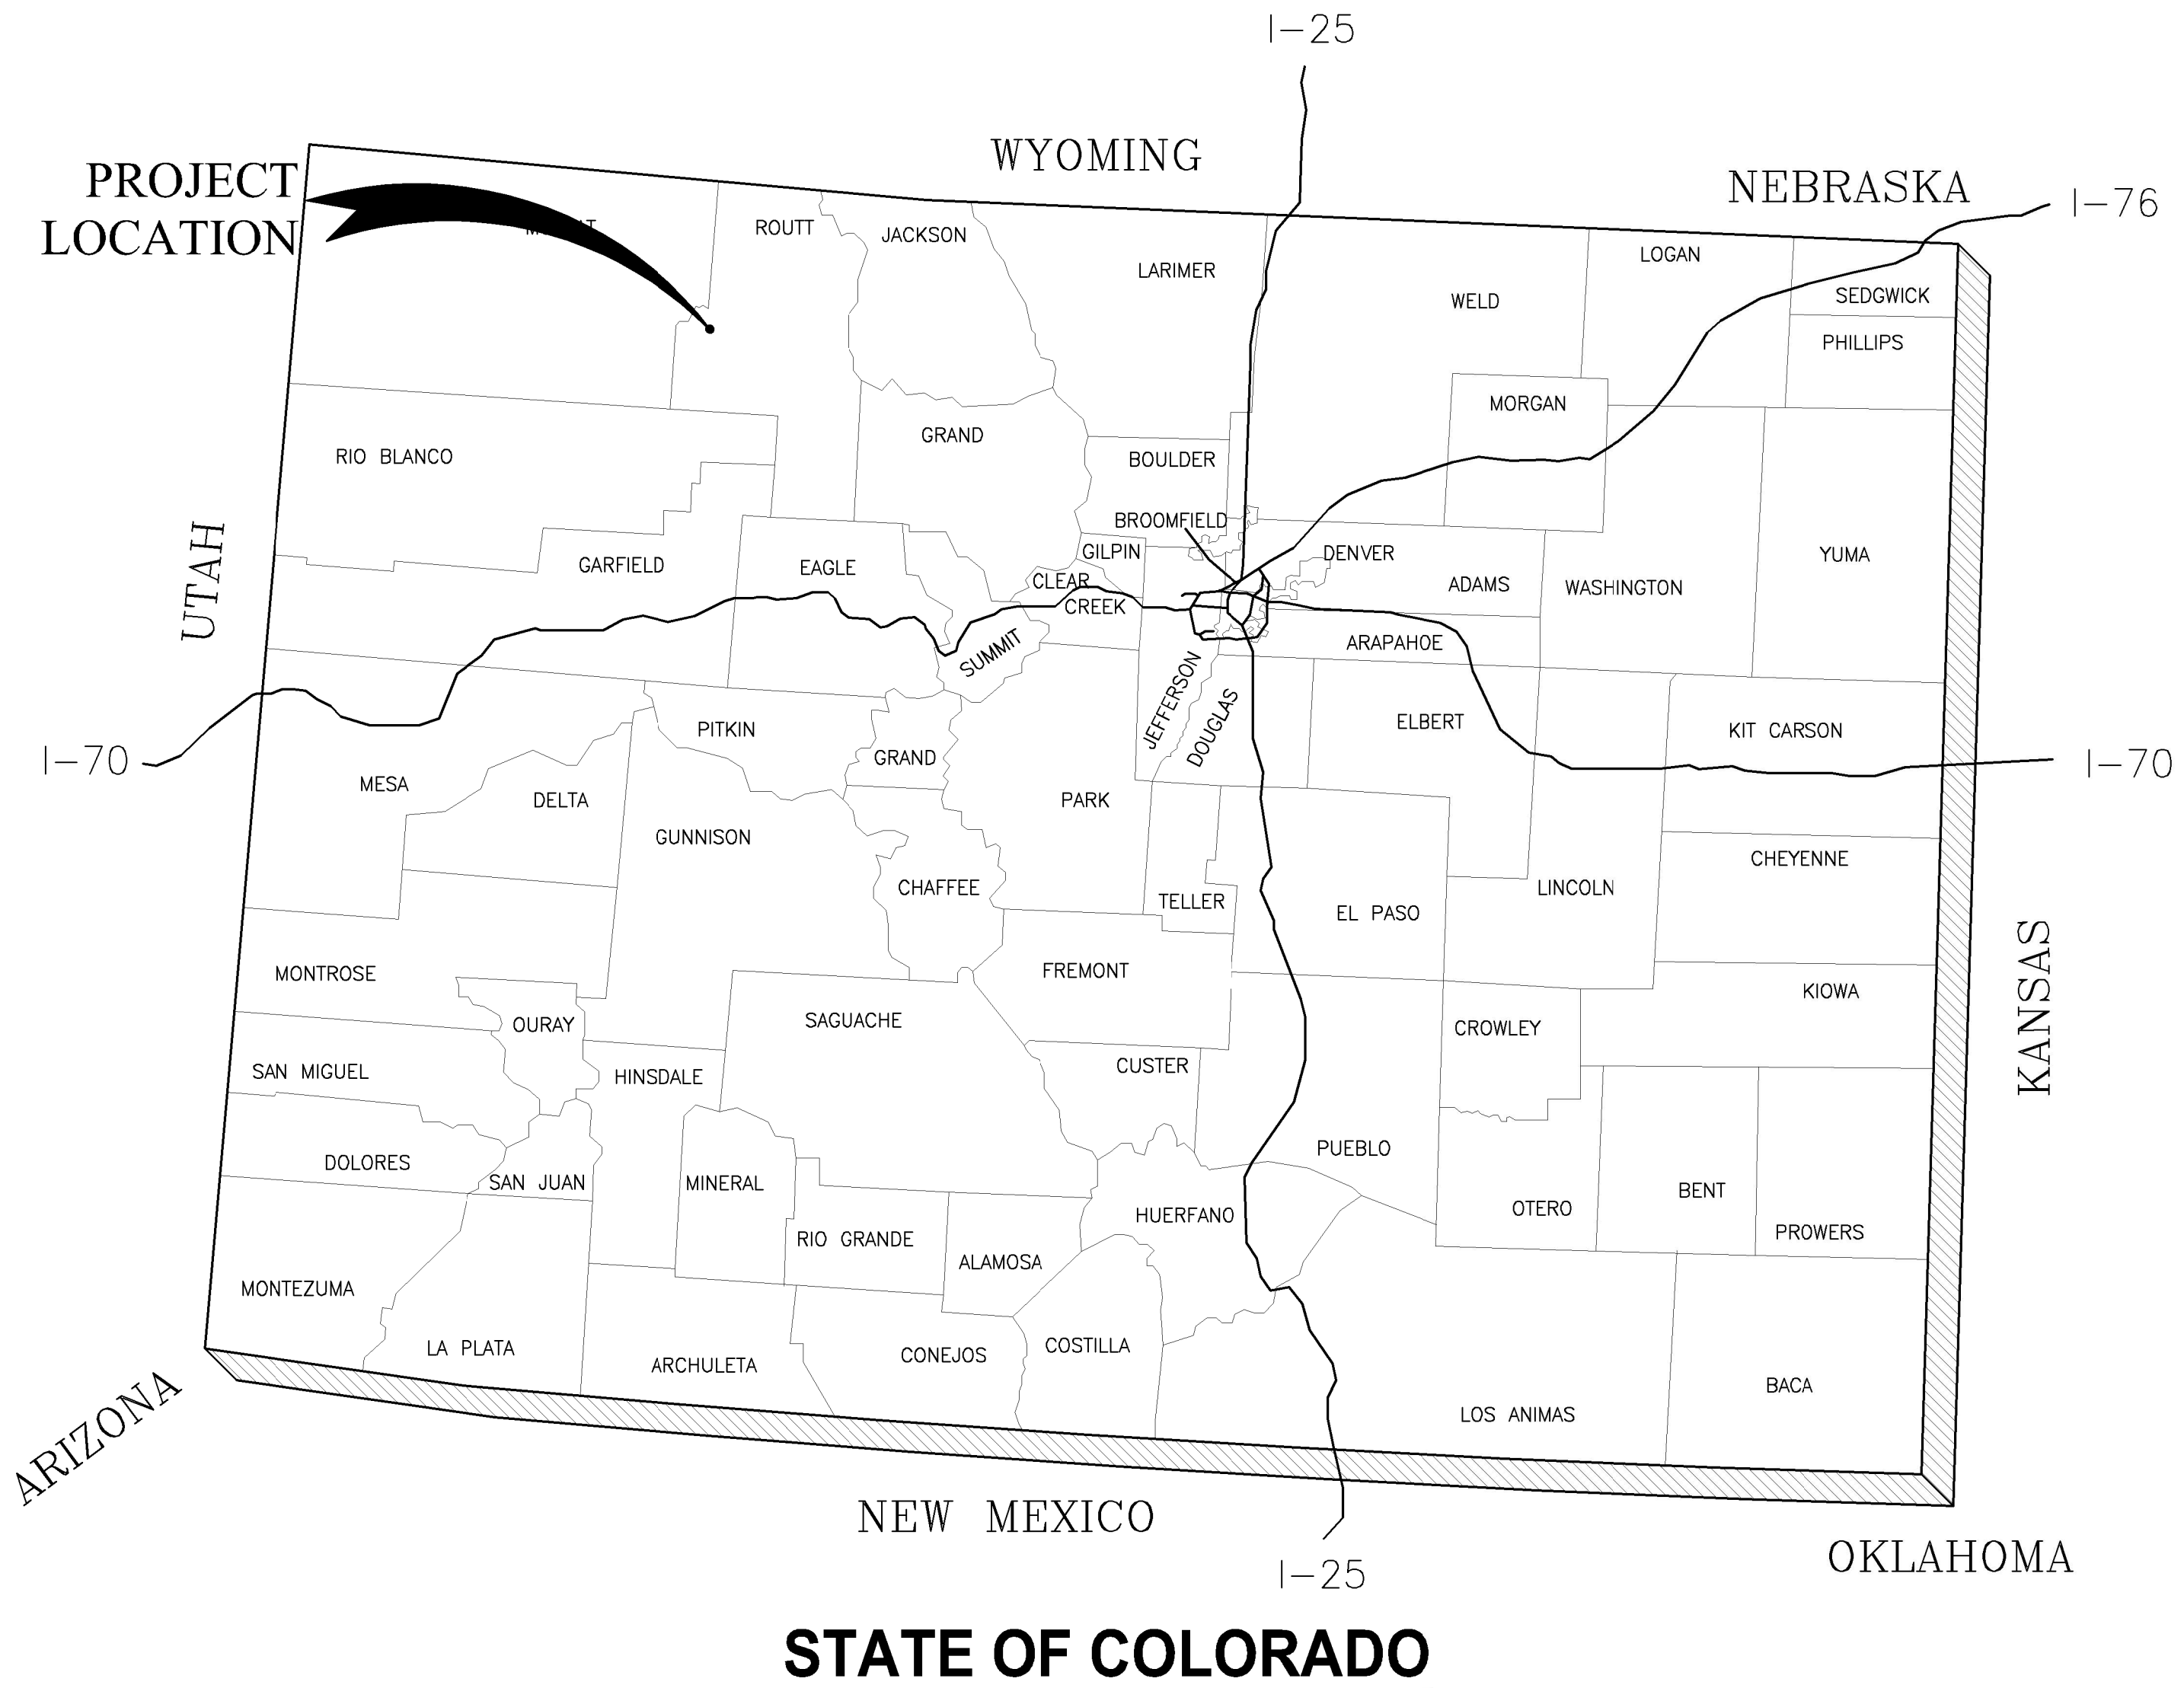 I-25
WYOMING
NEBRASKA
I-76
PROJECT
LOCATION
ROUTT
JACKSON
LARIMER
WELD
LOGAN
SEDGWICK
PHILLIPS
MORGAN
GRAND
RIO BLANCO
BOULDER
BROOMFIELD
GILPIN
DENVER
YUMA
UTAH
GARFIELD
EAGLE
CLEAR
CREEK
ADAMS
WASHINGTON
SUMMIT
ARAPAHOE
JEFFERSON
DOUGLAS
ELBERT
KIT CARSON
PITKIN
GRAND
I-70
I-70
MESA
DELTA
PARK
GUNNISON
CHEYENNE
CHAFFEE
TELLER
EL PASO
LINCOLN
MONTROSE
FREMONT
KIOWA
KANSAS
OURAY
SAGUACHE
CROWLEY
SAN MIGUEL
HINSDALE
CUSTER
DOLORES
SAN JUAN
MINERAL
PUEBLO
BENT
OTERO
PROWERS
HUERFANO
RIO GRANDE
ALAMOSA
MONTEZUMA
LA PLATA
ARCHULETA
CONEJOS
COSTILLA
BACA
LOS ANIMAS
ARIZONA
NEW MEXICO
OKLAHOMA
I-25
STATE OF COLORADO